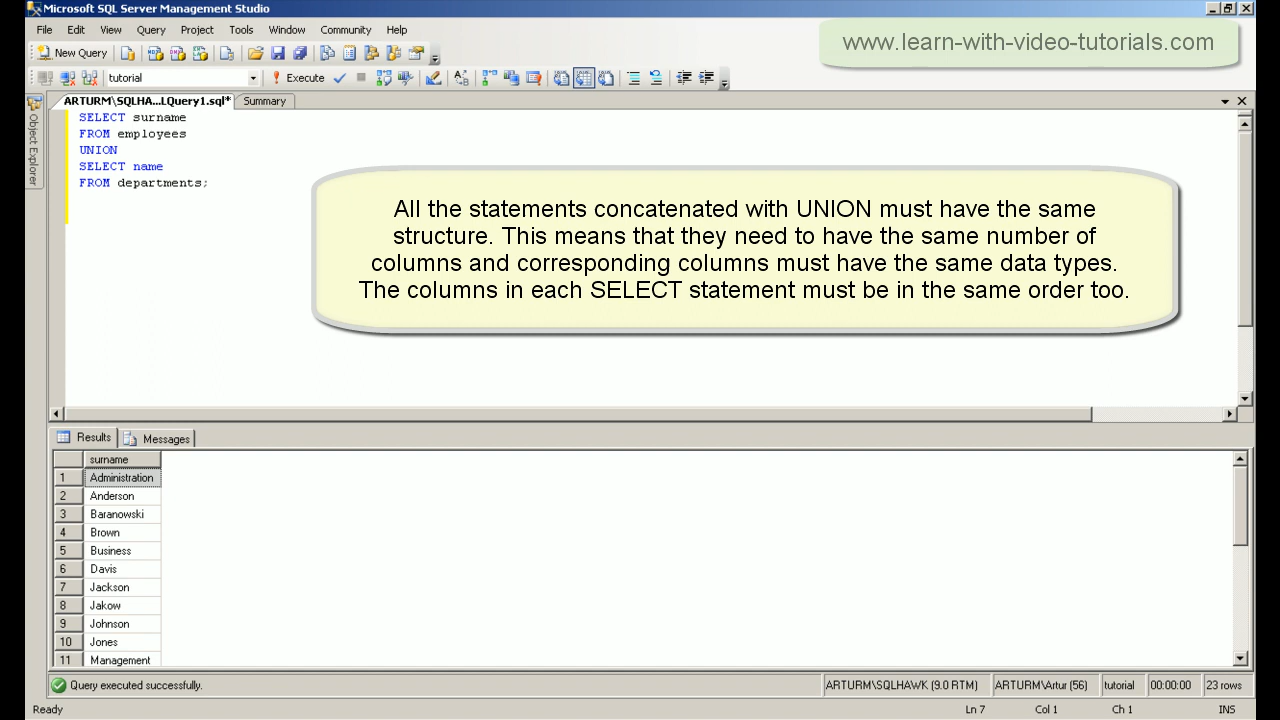 Microsoft SQL Server Management Studio
File Edit View Query Project Tools Window Community Help
www.learn-with-video-tutorials.com
New Query
tutorial
Execute
ARTURM\SQLHA...LQuery1.sql* Summary
Object Explorer
SELECT surname
FROM employees
UNION
SELECT name
FROM departments;
All the statements concatenated with UNION must have the same
structure. This means that they need to have the same number of
columns and corresponding columns must have the same data types.
The columns in each SELECT statement must be in the same order too.
Results Messages
surname
1 Administration
2 Anderson
3 Baranowski
4 Brown
5 Business
6 Davis
7 Jackson
8 Jakow
9 Johnson
10 Jones
11 Management
Query executed successfully. ARTURM\SQLHAWK (9.0 RTM) ARTURM\Artur (56) tutorial 00:00:00 23 rows
Ready Ln 7 Col 1 Ch 1 INS